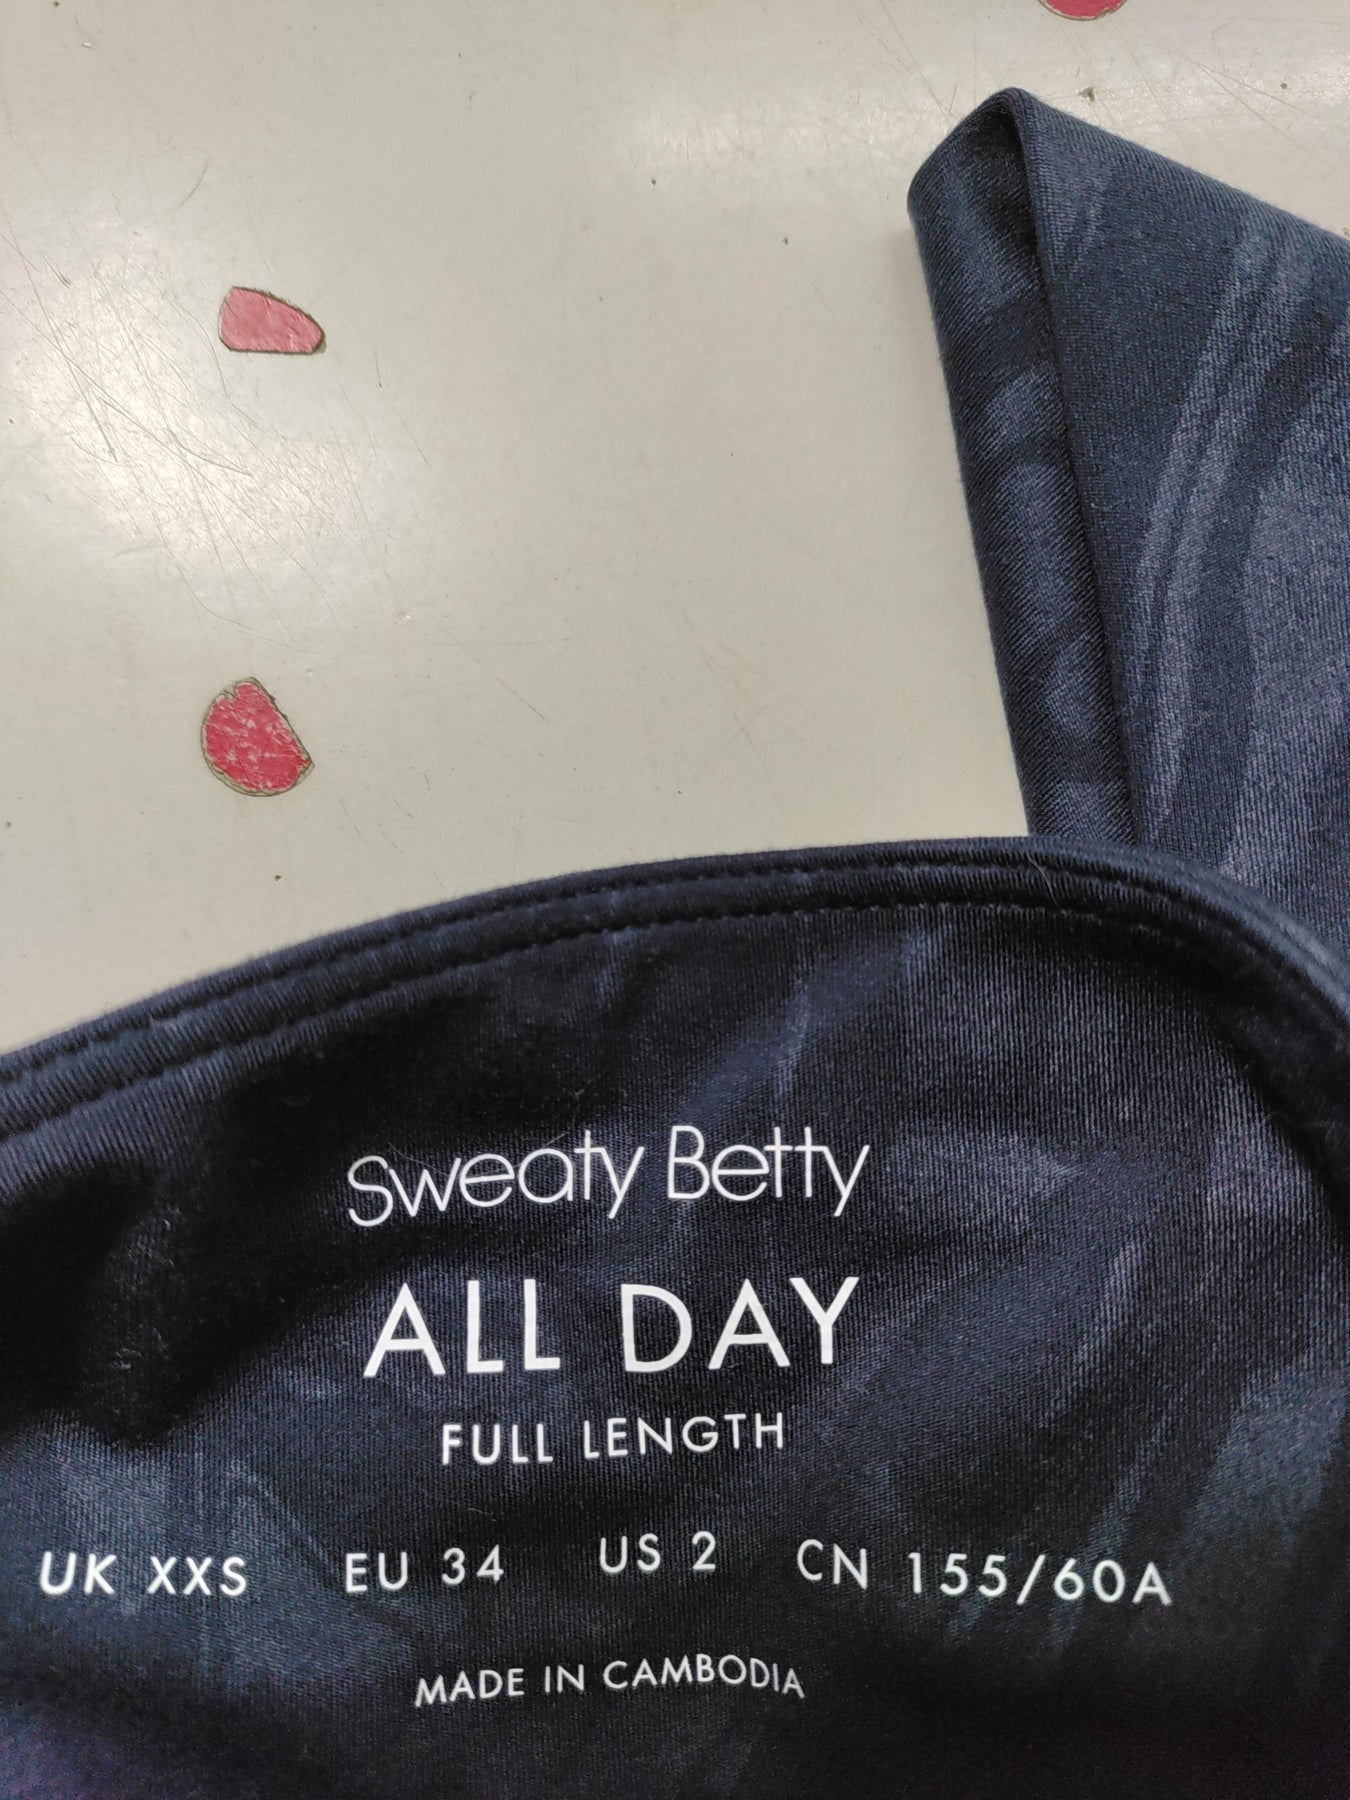 Sweaty Betty
ALL DAY
FULL LENGTH
UK XXS EU 34 US 2 CN 155/60A
MADE IN CAMBODIA